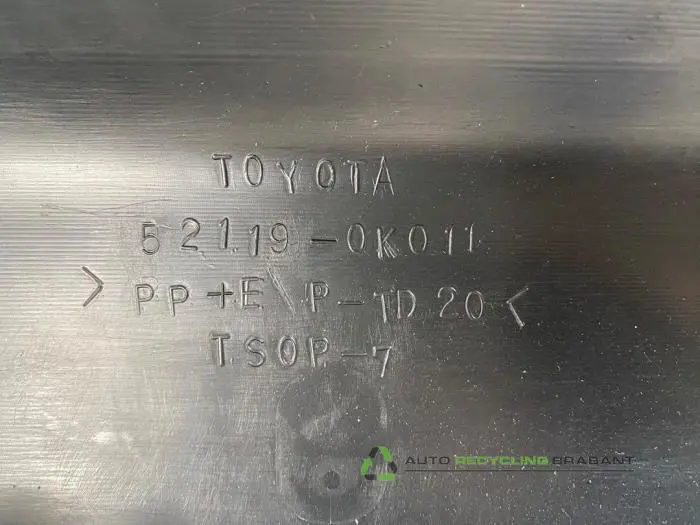 TOYOTA
52119-0K011
>PP+E\P-TD20<
TSOP-7
AUTO RECYCLING BRABANT